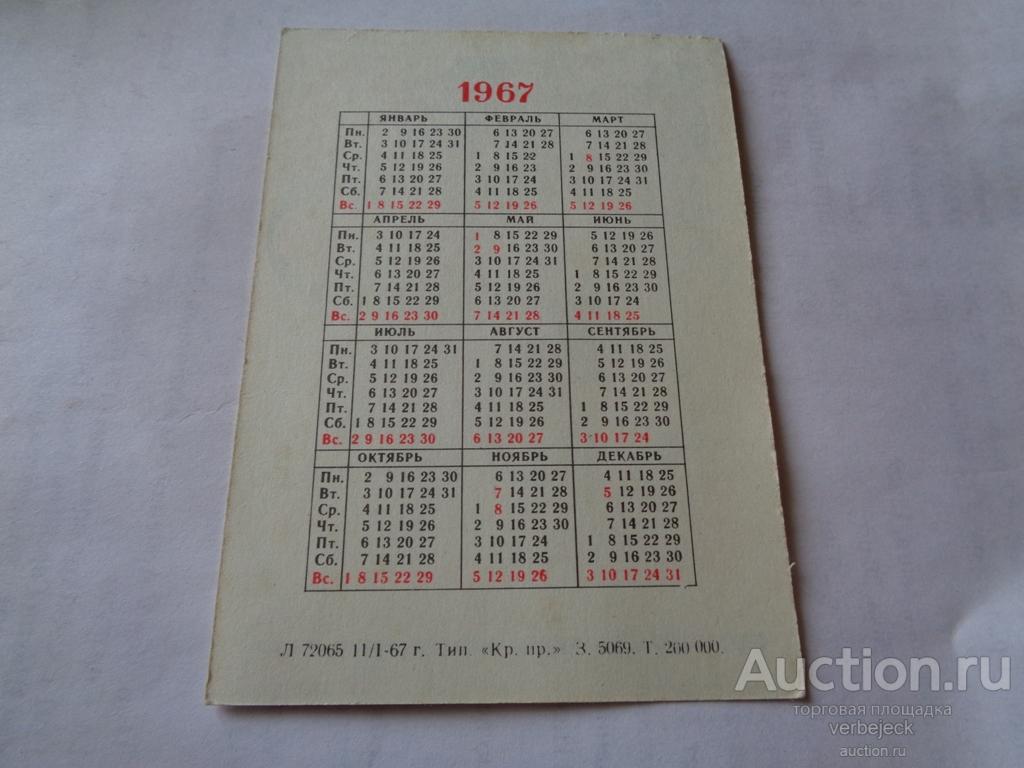 1967
ЯНВАРЬ ФЕВРАЛЬ МАРТ
Пн. 2 9 16 23 30 6 13 20 27 6 13 20 27
Вт. 3 10 17 24 31 7 14 21 28 7 14 21 28
Ср. 4 11 18 25 1 8 15 22 1 8 15 22 29
Чт. 5 12 19 26 2 9 16 23 2 9 16 23 30
Пт. 6 13 20 27 3 10 17 24 3 10 17 24 31
Сб. 7 14 21 28 4 11 18 25 4 11 18 25
Вс. 1 8 15 22 29 5 12 19 26 5 12 19 26
АПРЕЛЬ МАЙ ИЮНЬ
Пн. 3 10 17 24 1 8 15 22 29 5 12 19 26
Вт. 4 11 18 25 2 9 16 23 30 6 13 20 27
Ср. 5 12 19 26 3 10 17 24 31 7 14 21 28
Чт. 6 13 20 27 4 11 18 25 1 8 15 22 29
Пт. 7 14 21 28 5 12 19 26 2 9 16 23 30
Сб. 1 8 15 22 29 6 13 20 27 3 10 17 24
Вс. 2 9 16 23 30 7 14 21 28 4 11 18 25
ИЮЛЬ АВГУСТ СЕНТЯБРЬ
Пн. 3 10 17 24 31 7 14 21 28 4 11 18 25
Вт. 4 11 18 25 1 8 15 22 29 5 12 19 26
Ср. 5 12 19 26 2 9 16 23 30 6 13 20 27
Чт. 6 13 20 27 3 10 17 24 31 7 14 21 28
Пт. 7 14 21 28 4 11 18 25 1 8 15 22 29
Сб. 1 8 15 22 29 5 12 19 26 2 9 16 23 30
Вс. 2 9 16 23 30 6 13 20 27 3 10 17 24
ОКТЯБРЬ НОЯБРЬ ДЕКАБРЬ
Пн. 2 9 16 23 30 6 13 20 27 4 11 18 25
Вт. 3 10 17 24 31 7 14 21 28 5 12 19 26
Ср. 4 11 18 25 1 8 15 22 29 6 13 20 27
Чт. 5 12 19 26 2 9 16 23 30 7 14 21 28
Пт. 6 13 20 27 3 10 17 24 1 8 15 22 29
Сб. 7 14 21 28 4 11 18 25 2 9 16 23 30
Вс. 1 8 15 22 29 5 12 19 26 3 10 17 24 31
Л 72065 11/I-67 г. Тип. «Кр. пр.» З. 5069. Т. 200 000.
Auction.ru
торговая площадка
verbejeck
auction.ru